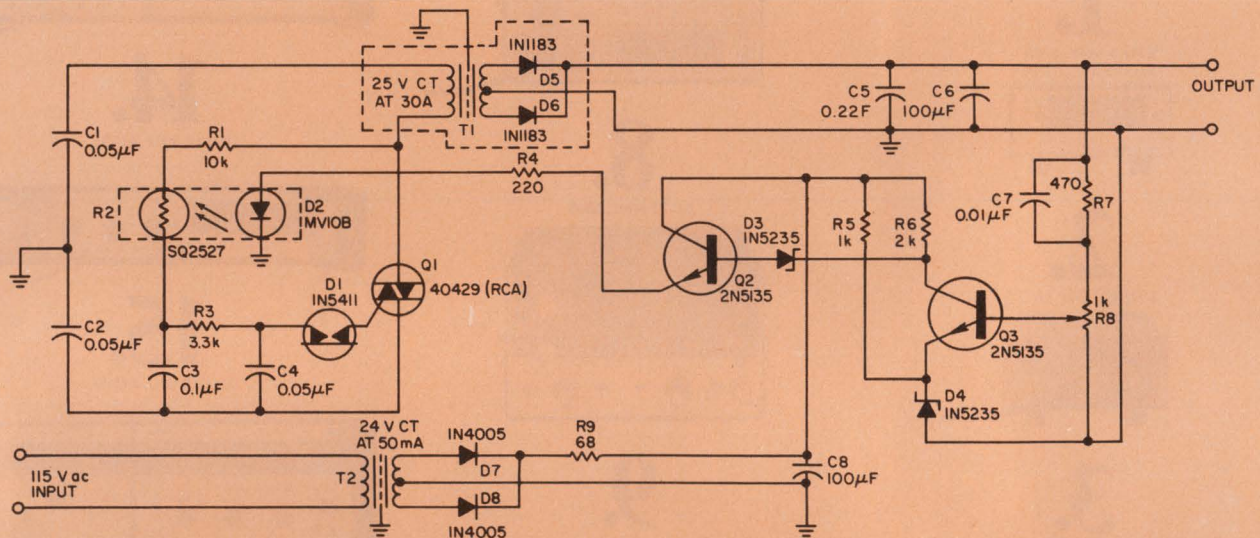 1N1183
D5
25 V CT
AT 30A
T1
D6
1N1183
C5
0.22F
C6
100μF
OUTPUT
C1
0.05μF
R1
10k
R4
220
R2
D2
MV10B
SQ2527
C7
0.01μF
470
R7
D3
1N5235
R5
1k
R6
2k
Q2
2N5135
Q1
40429 (RCA)
D1
1N5411
1k
R8
Q3
2N5135
C2
0.05μF
R3
3.3k
C3
0.1μF
C4
0.05μF
D4
1N5235
24 V CT
AT 50mA
1N4005
D7
R9
68
115 Vac
INPUT
T2
D8
1N4005
C8
100μF